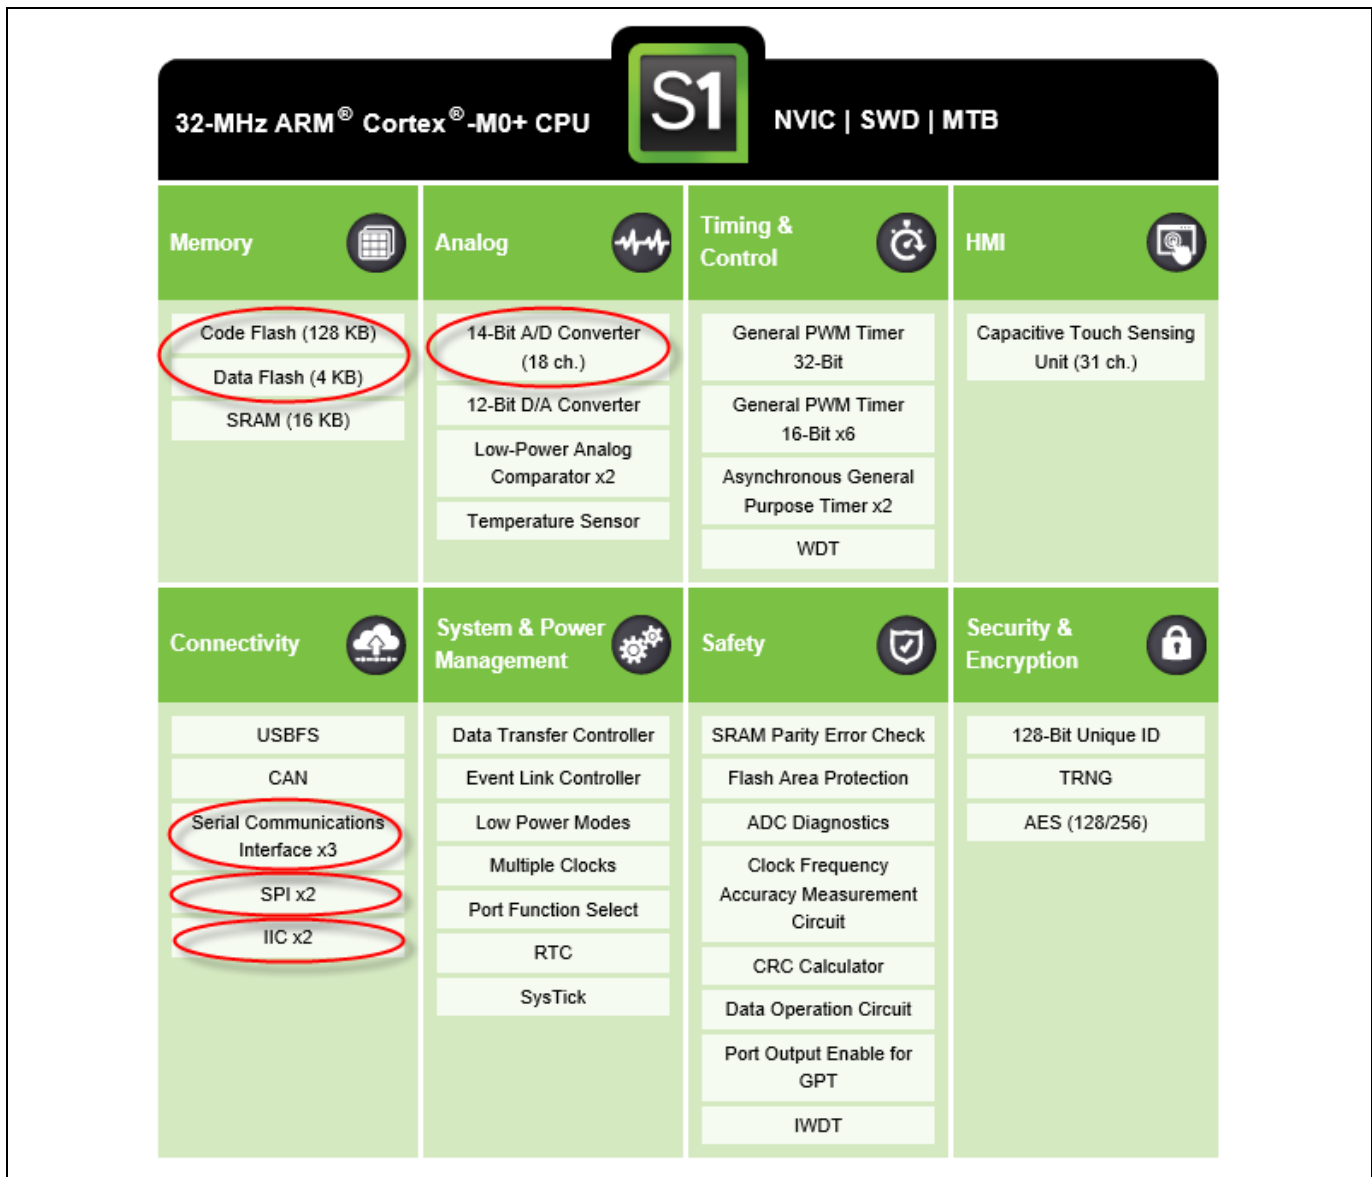 32-MHz ARM® Cortex®-M0+ CPU
S1
NVIC | SWD | MTB
Memory
Code Flash (128 KB)
Data Flash (4 KB)
SRAM (16 KB)
Analog
14-Bit A/D Converter
(18 ch.)
12-Bit D/A Converter
Low-Power Analog
Comparator x2
Temperature Sensor
Timing &
Control
General PWM Timer
32-Bit
General PWM Timer
16-Bit x6
Asynchronous General
Purpose Timer x2
WDT
HMI
Capacitive Touch Sensing
Unit (31 ch.)
Connectivity
USBFS
CAN
Serial Communications
Interface x3
SPI x2
IIC x2
System & Power
Management
Data Transfer Controller
Event Link Controller
Low Power Modes
Multiple Clocks
Port Function Select
RTC
SysTick
Safety
SRAM Parity Error Check
Flash Area Protection
ADC Diagnostics
Clock Frequency
Accuracy Measurement
Circuit
CRC Calculator
Data Operation Circuit
Port Output Enable for
GPT
IWDT
Security &
Encryption
128-Bit Unique ID
TRNG
AES (128/256)